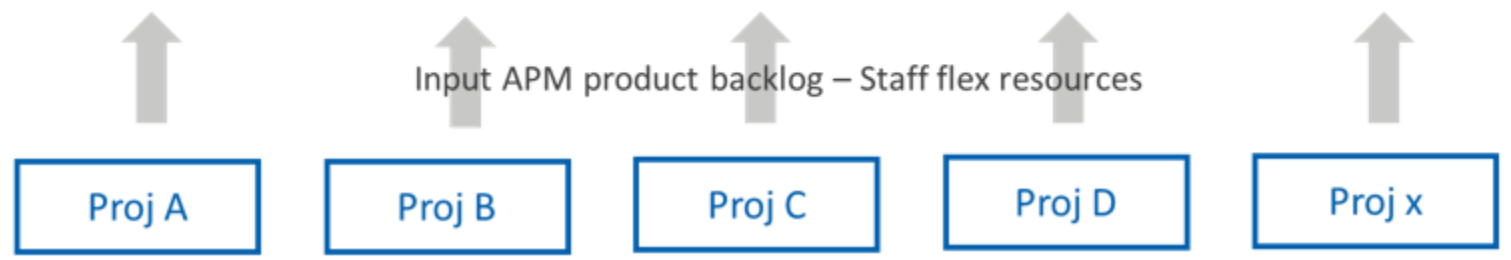 Input APM product backlog – Staff flex resources
Proj A
Proj B
Proj C
Proj D
Proj x